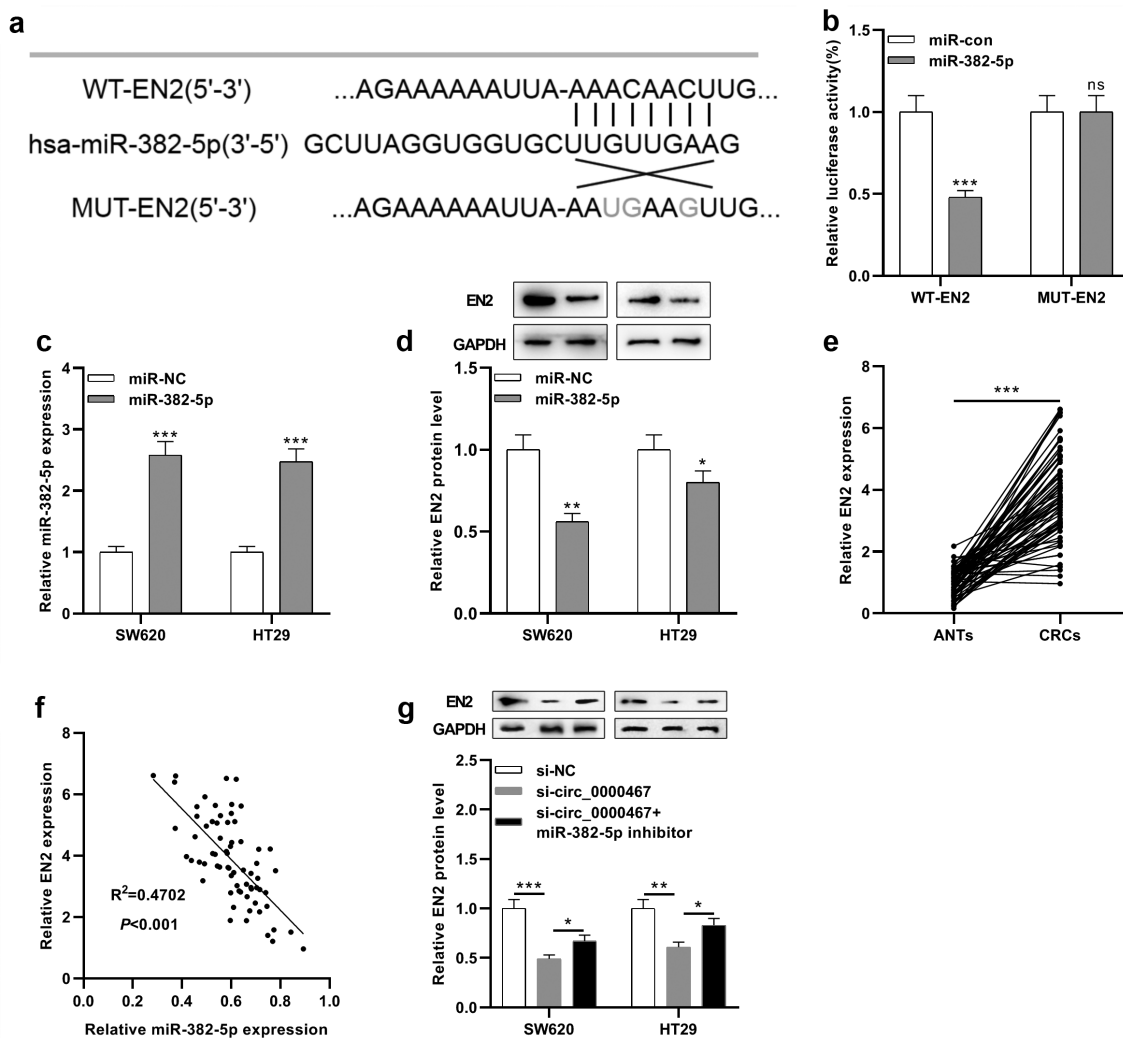 a
WT-EN2(5'-3') ...AGAAAAAAUUA-AAACAACUUG...
hsa-miR-382-5p(3'-5') GCUUAGGUGGUGCUUGUUGAAG
MUT-EN2(5'-3') ...AGAAAAAAUUA-AAUGAAGUUG...
b
Relative luciferase activity(%)
1.5
1.0
0.5
0.0
miR-con
miR-382-5p
***
ns
WT-EN2 MUT-EN2
c
Relative miR-382-5p expression
4
3
2
1
0
miR-NC
miR-382-5p
*** ***
SW620 HT29
d
EN2
GAPDH
Relative EN2 protein level
1.5
1.0
0.5
0.0
miR-NC
miR-382-5p
** *
SW620 HT29
e
Relative EN2 expression
8
6
4
2
0
***
ANTs CRCs
f
Relative EN2 expression
8
6
4
2
0
R2=0.4702
P<0.001
0.0 0.2 0.4 0.6 0.8 1.0
Relative miR-382-5p expression
g
EN2
GAPDH
Relative EN2 protein level
2.5
2.0
1.5
1.0
0.5
0.0
si-NC
si-circ_0000467
si-circ_0000467+
miR-382-5p inhibitor
*** * ** *
SW620 HT29